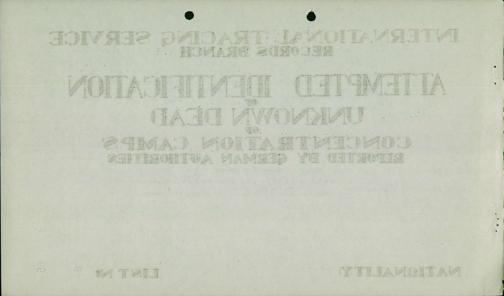 INTERNATIONAL TRACING SERVICE
RECORDS BRANCH
ATTEMPTED IDENTIFICATION
OF
UNKNOWN DEAD
OF
CONCENTRATION CAMPS
REPORTED BY GERMAN AUTHORITIES
NATIONALITY LIST Nº